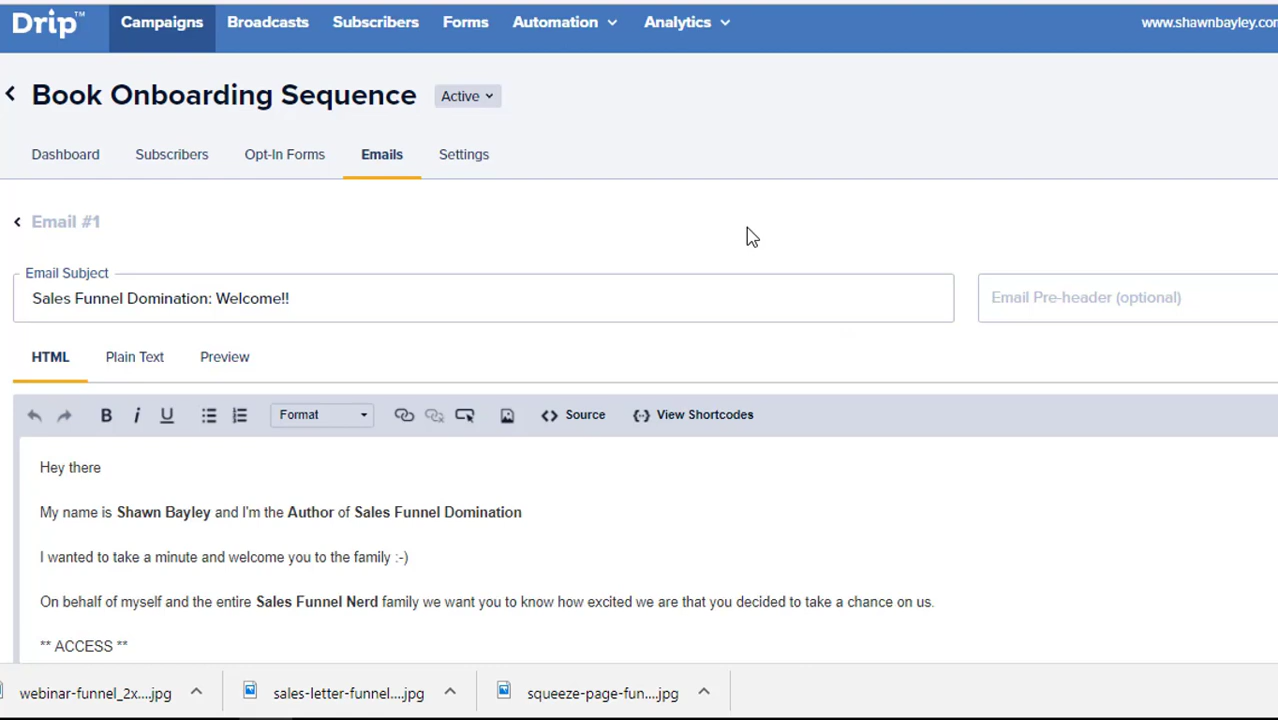 Drip™ Campaigns Broadcasts Subscribers Forms Automation Analytics www.shawnbayley.com
Book Onboarding Sequence Active
Dashboard Subscribers Opt-In Forms Emails Settings
Email #1
Email Subject
Sales Funnel Domination: Welcome!! Email Pre-header (optional)
HTML Plain Text Preview
B i U Format Source View Shortcodes
Hey there
My name is Shawn Bayley and I'm the Author of Sales Funnel Domination
I wanted to take a minute and welcome you to the family :-)
On behalf of myself and the entire Sales Funnel Nerd family we want you to know how excited we are that you decided to take a chance on us.
** ACCESS **
webinar-funnel_2x....jpg sales-letter-funnel....jpg squeeze-page-fun....jpg